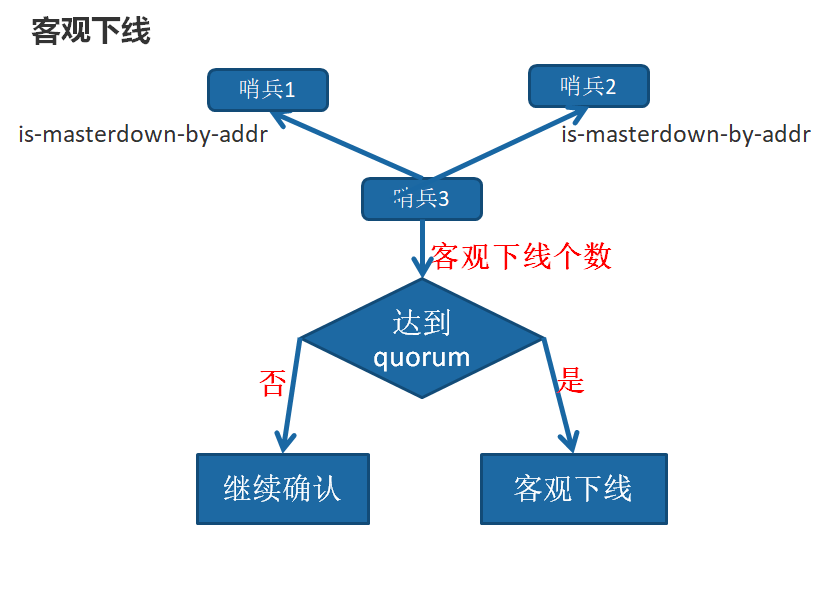 客观下线
哨兵1
哨兵2
is-masterdown-by-addr
is-masterdown-by-addr
哨兵3
客观下线个数
达到
quorum
否
是
继续确认
客观下线